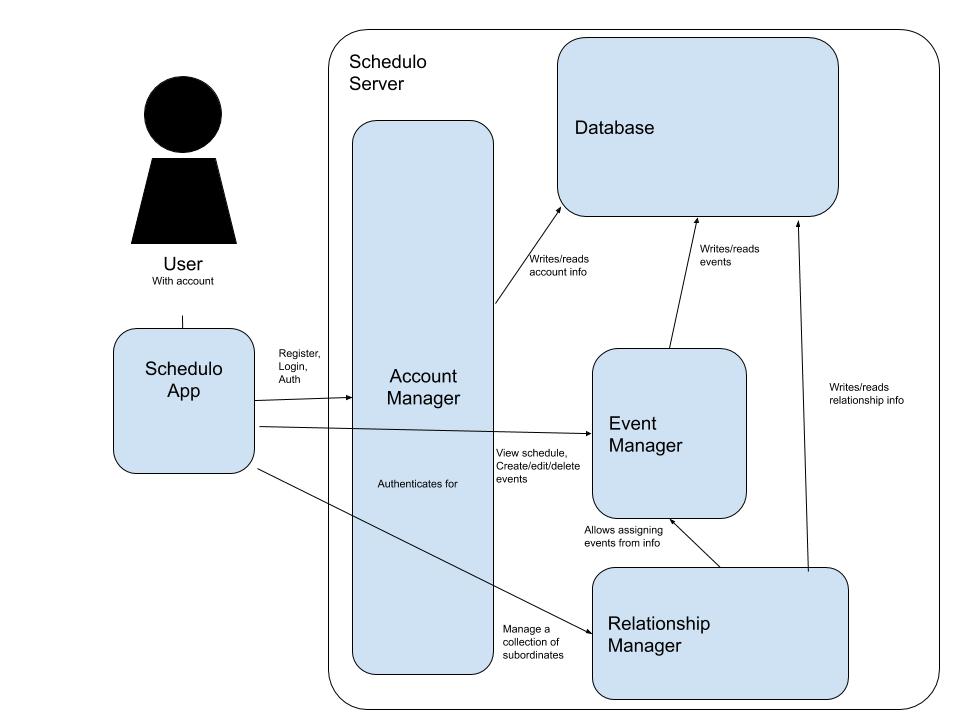 Schedulo
Server
Database
User
With account
Writes/reads
account info
Writes/reads
events
Schedulo
App
Register,
Login,
Auth
Account
Manager
Writes/reads
relationship info
Event
Manager
View schedule,
Create/edit/delete
events
Authenticates for
Allows assigning
events from info
Relationship
Manager
Manage a
collection of
subordinates